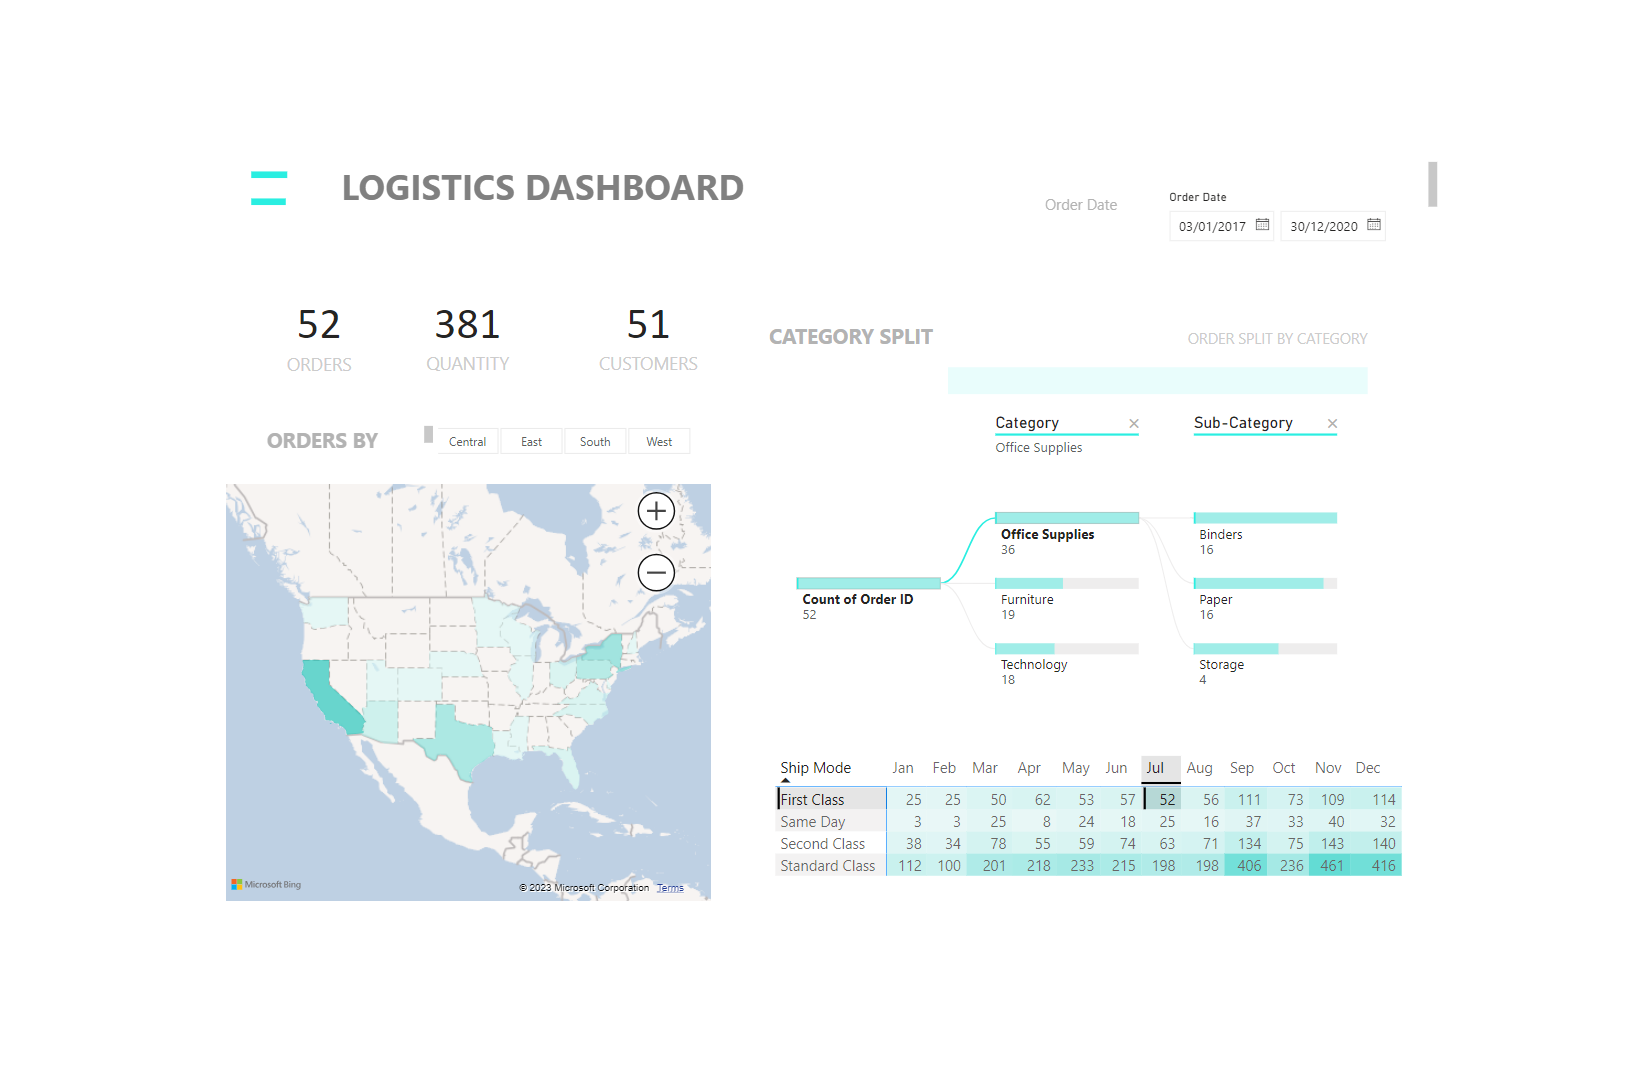 LOGISTICS DASHBOARD
Order Date
Order Date
03/01/2017 30/12/2020
52 381 51
ORDERS QUANTITY CUSTOMERS
CATEGORY SPLIT
ORDER SPLIT BY CATEGORY
ORDERS BY
Central East South West
Category Sub-Category
Office Supplies
Office Supplies
36
Binders
16
Count of Order ID
52
Furniture
19
Paper
16
Technology
18
Storage
4
Microsoft Bing
© 2023 Microsoft Corporation Terms
Ship Mode Jan Feb Mar Apr May Jun Jul Aug Sep Oct Nov Dec
First Class 25 25 50 62 53 57 52 56 111 73 109 114
Same Day 3 3 25 8 24 18 25 16 37 33 40 32
Second Class 38 34 78 55 59 74 63 71 134 75 143 140
Standard Class 112 100 201 218 233 215 198 198 406 236 461 416